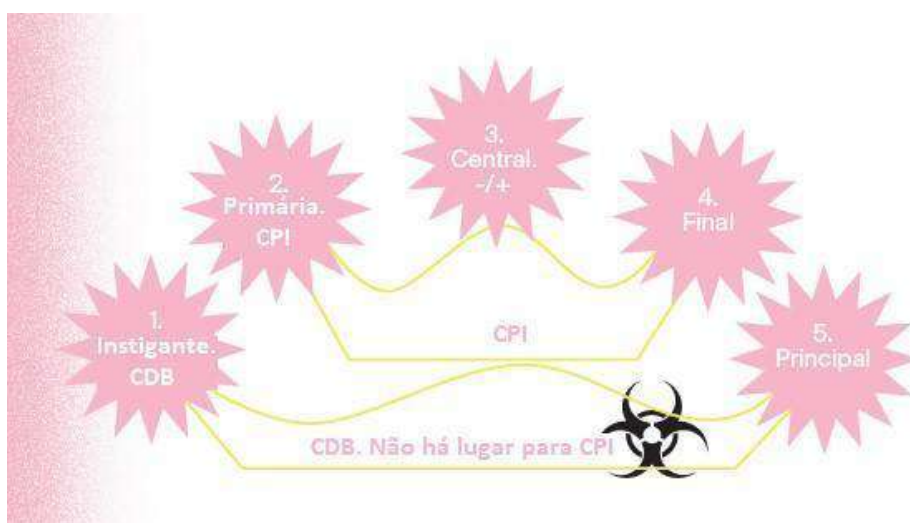 1.
Instigante.
CDB
2.
Primária.
CPI
3.
Central.
-/+
4.
Final
5.
Principal
CPI
CDB. Não há lugar para CPI